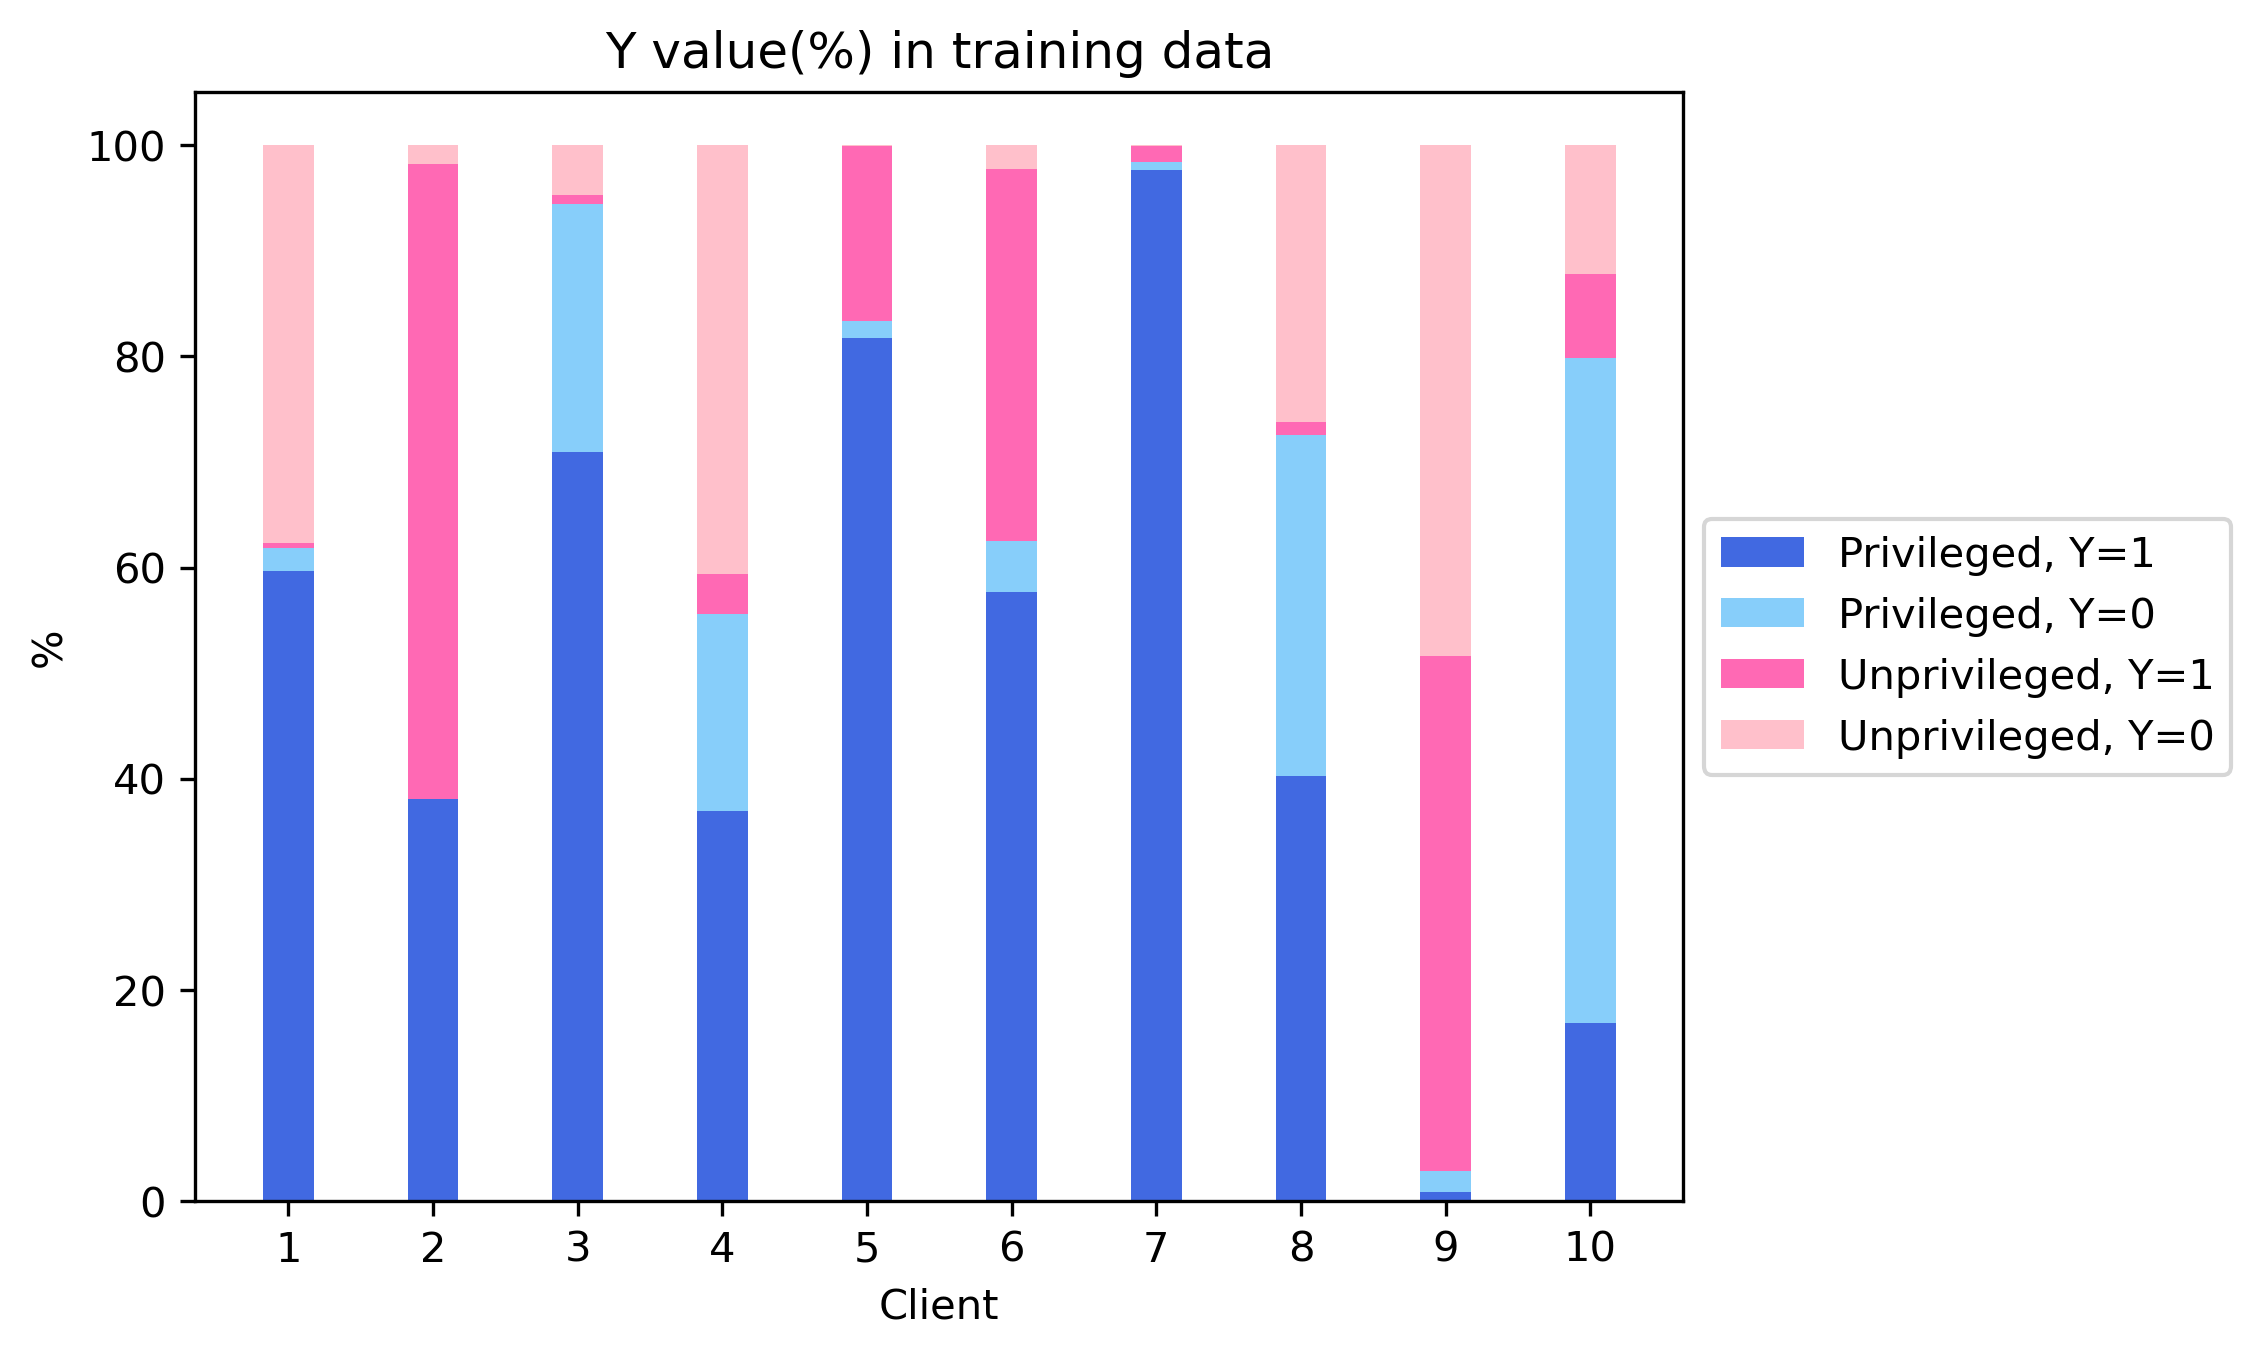 Y value(%) in training data
100
80
60
40
20
0
%
1 2 3 4 5 6 7 8 9 10
Client
Privileged, Y=1
Privileged, Y=0
Unprivileged, Y=1
Unprivileged, Y=0